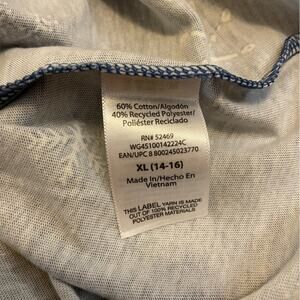 60% Cotton/Algodón
40% Recycled Polyester/
Poliéster Reciclado
RN# 52469
WG45100142224C
EAN/UPC 8 800245023770
XL (14-16)
Made In/Hecho En
Vietnam
THIS LABEL YARN IS MADE
OUT OF 100% RECYCLED
POLYESTER MATERIALS